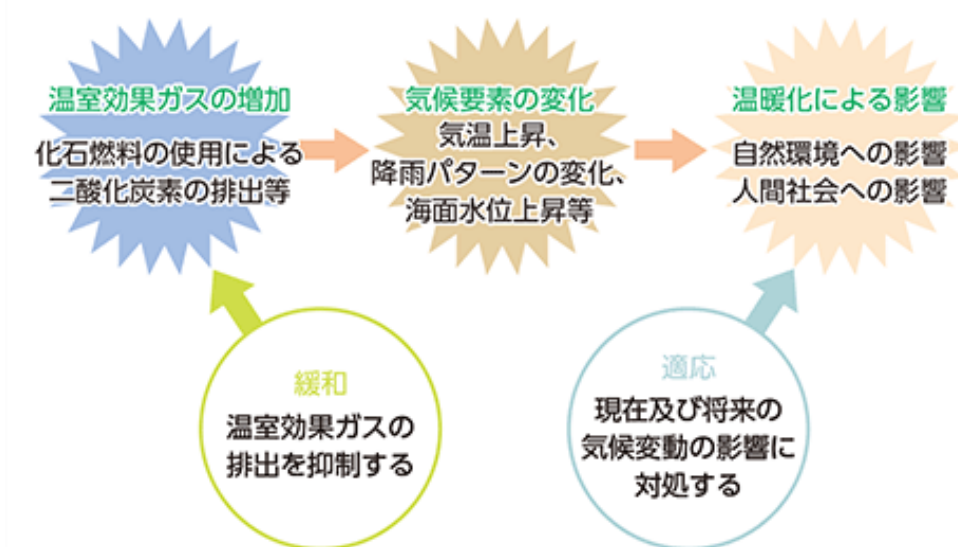 温室効果ガスの増加
化石燃料の使用による
二酸化炭素の排出等
気候要素の変化
気温上昇、
降雨パターンの変化、
海面水位上昇等
温暖化による影響
自然環境への影響
人間社会への影響
緩和
温室効果ガスの
排出を抑制する
適応
現在及び将来の
気候変動の影響に
対処する